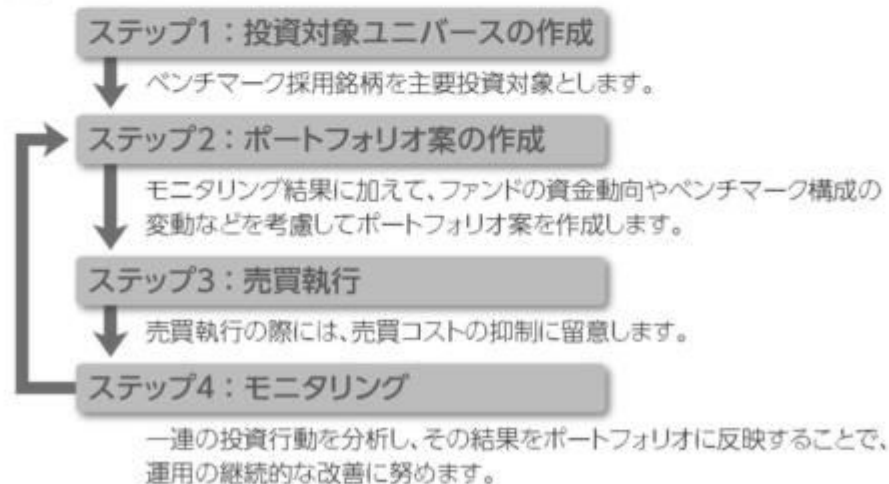 ステップ1：投資対象ユニバースの作成
ベンチマーク採用銘柄を主要投資対象とします。
ステップ2：ポートフォリオ案の作成
モニタリング結果に加えて、ファンドの資金動向やベンチマーク構成の
変動などを考慮してポートフォリオ案を作成します。
ステップ3：売買執行
売買執行の際には、売買コストの抑制に留意します。
ステップ4：モニタリング
一連の投資行動を分析し、その結果をポートフォリオに反映することで、
運用の継続的な改善に努めます。